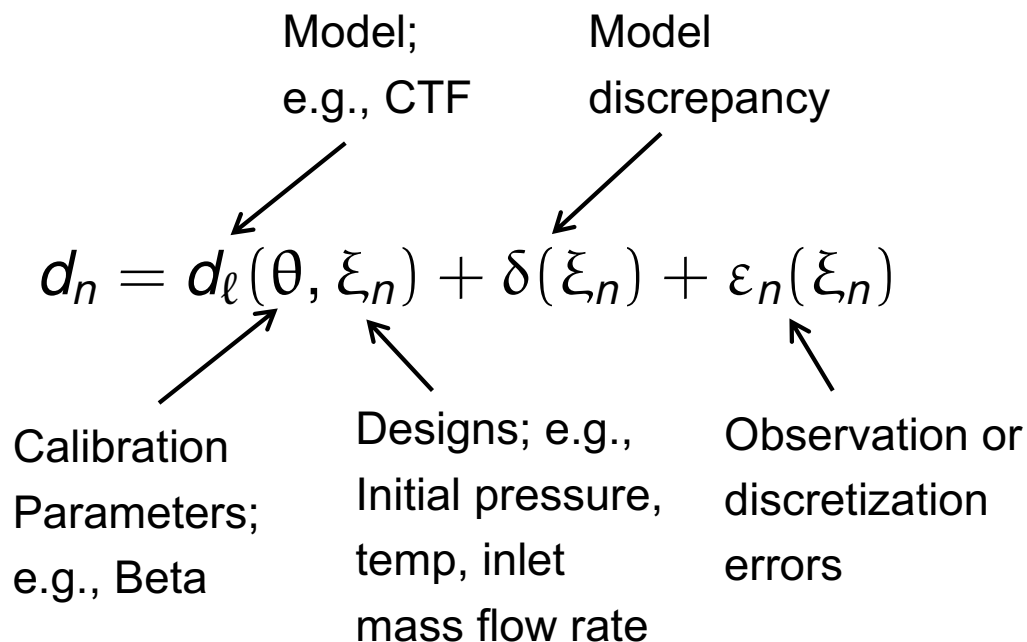 Model;
e.g., CTF
Model
discrepancy
dₙ = d_ℓ(θ, ξₙ) + δ(ξₙ) + εₙ(ξₙ)
Calibration
Parameters;
e.g., Beta
Designs; e.g.,
Initial pressure,
temp, inlet
mass flow rate
Observation or
discretization
errors